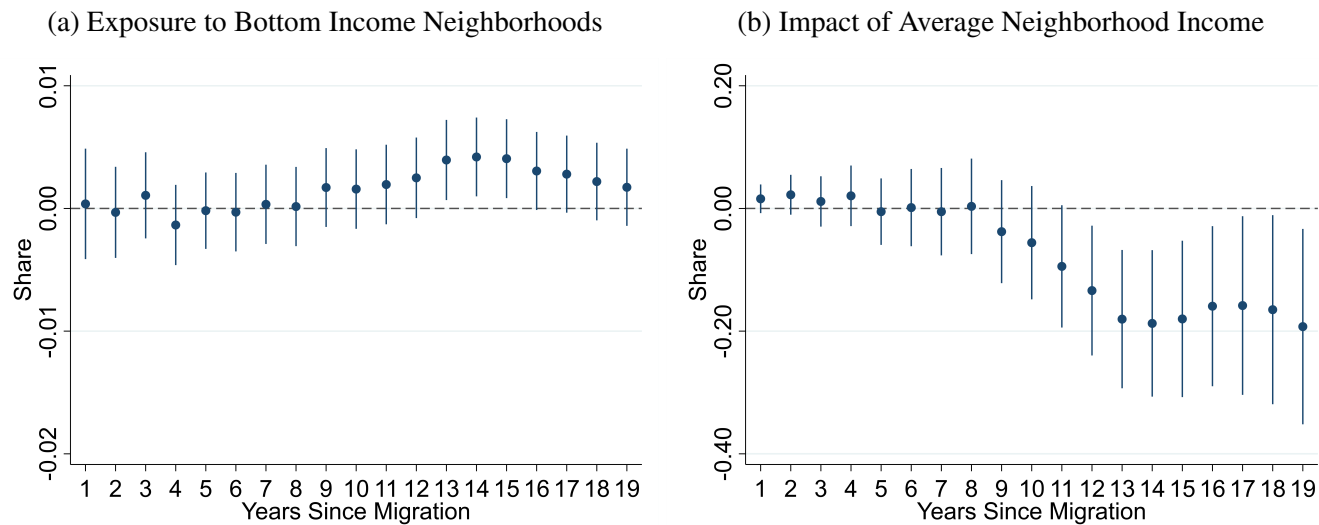 (a) Exposure to Bottom Income Neighborhoods
0.01
0.00
-0.01
-0.02
Share
1 2 3 4 5 6 7 8 9 10 11 12 13 14 15 16 17 18 19
Years Since Migration
(b) Impact of Average Neighborhood Income
0.20
0.00
-0.20
-0.40
Share
1 2 3 4 5 6 7 8 9 10 11 12 13 14 15 16 17 18 19
Years Since Migration